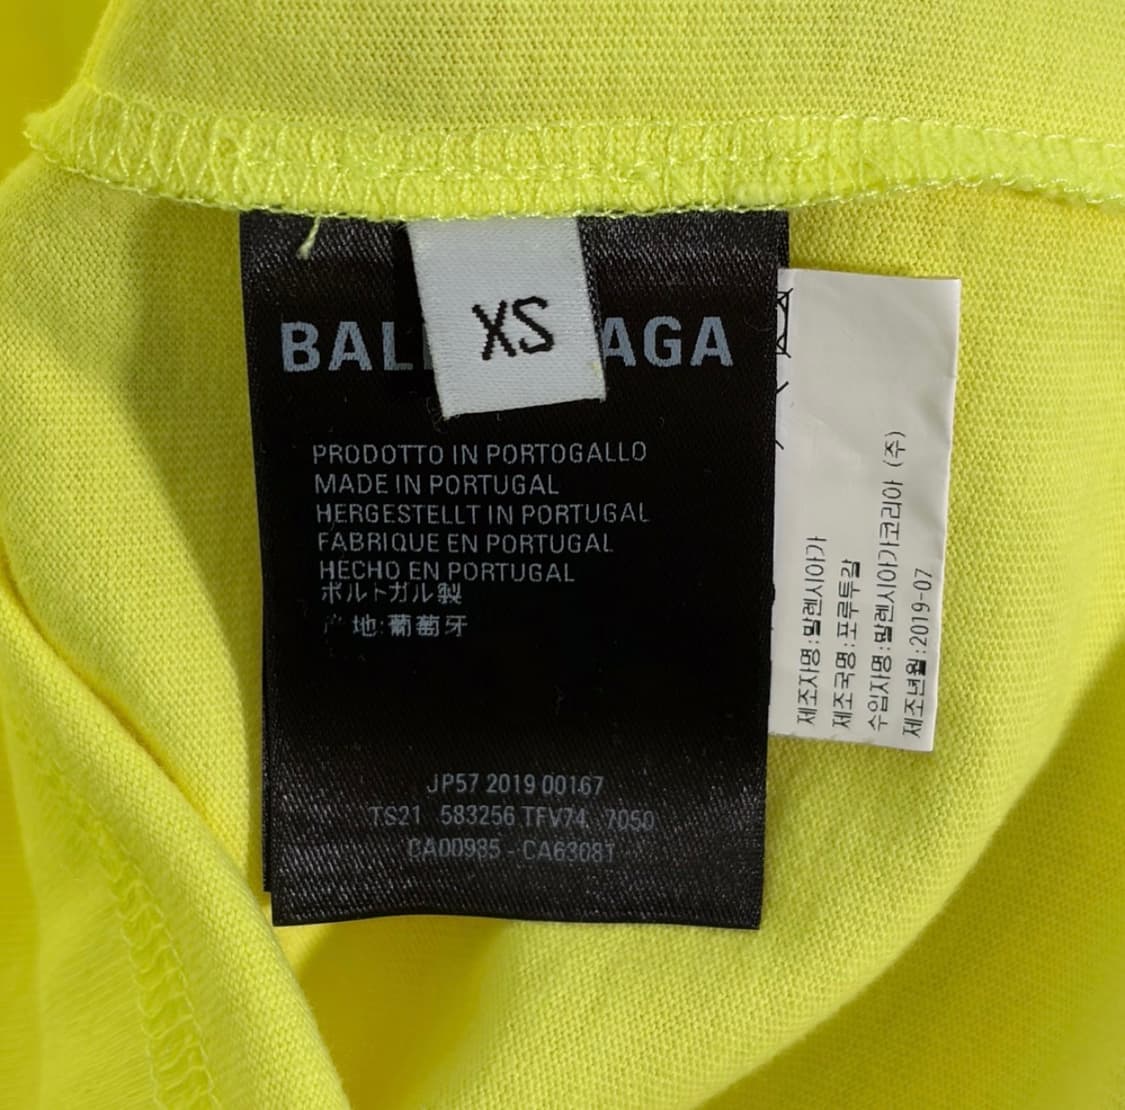 XS
BAL AGA
PRODOTTO IN PORTOGALLO
MADE IN PORTUGAL
HERGESTELLT IN PORTUGAL
FABRIQUE EN PORTUGAL
HECHO EN PORTUGAL
ポルトガル製
地:葡萄牙
JP57 2019 00167
TS21 583256 TFV74 7050
CA00985 - CA63081
제조자명:발렌시아가
제조국명:포루투갈
수입자명:발렌시아가코리아 (주)
제조년월:2019-07